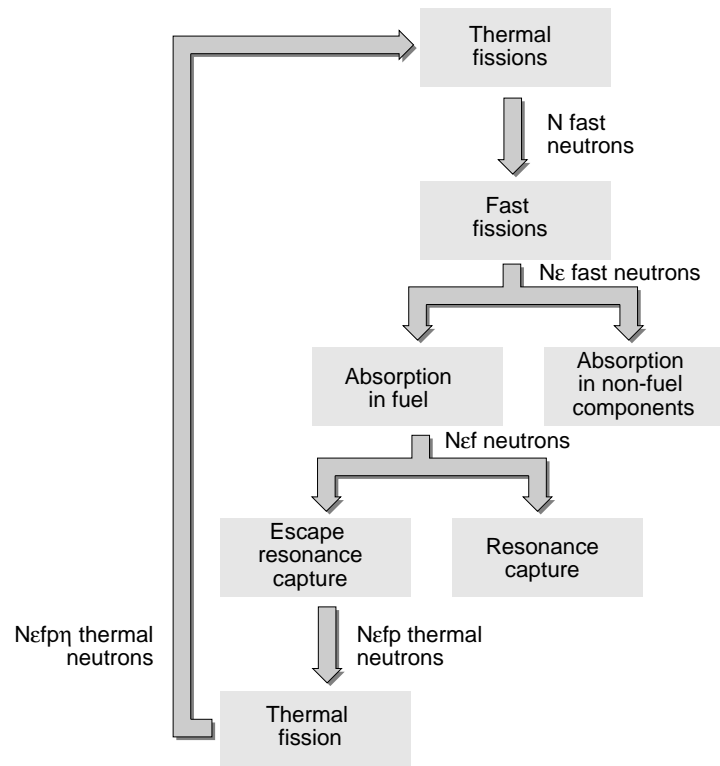 Thermal
fissions
N fast
neutrons
Fast
fissions
Nε fast neutrons
Absorption
in fuel
Absorption
in non-fuel
components
Nεf neutrons
Escape
resonance
capture
Resonance
capture
Nεfpη thermal
neutrons
Nεfp thermal
neutrons
Thermal
fission